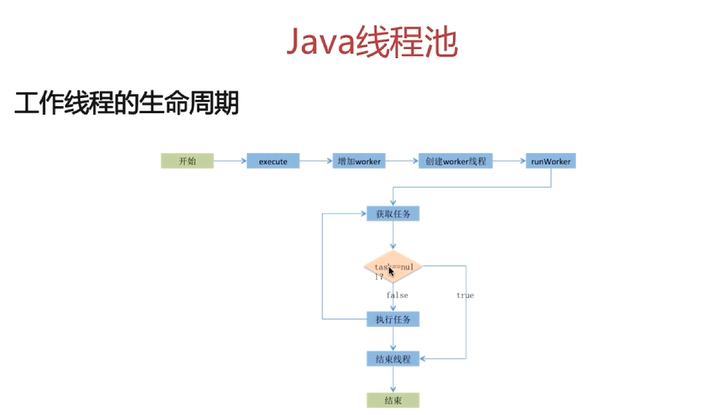 Java线程池
工作线程的生命周期
开始
execute
增加worker
创建worker线程
runWorker
获取任务
task==nul
l?
false
true
执行任务
结束线程
结束